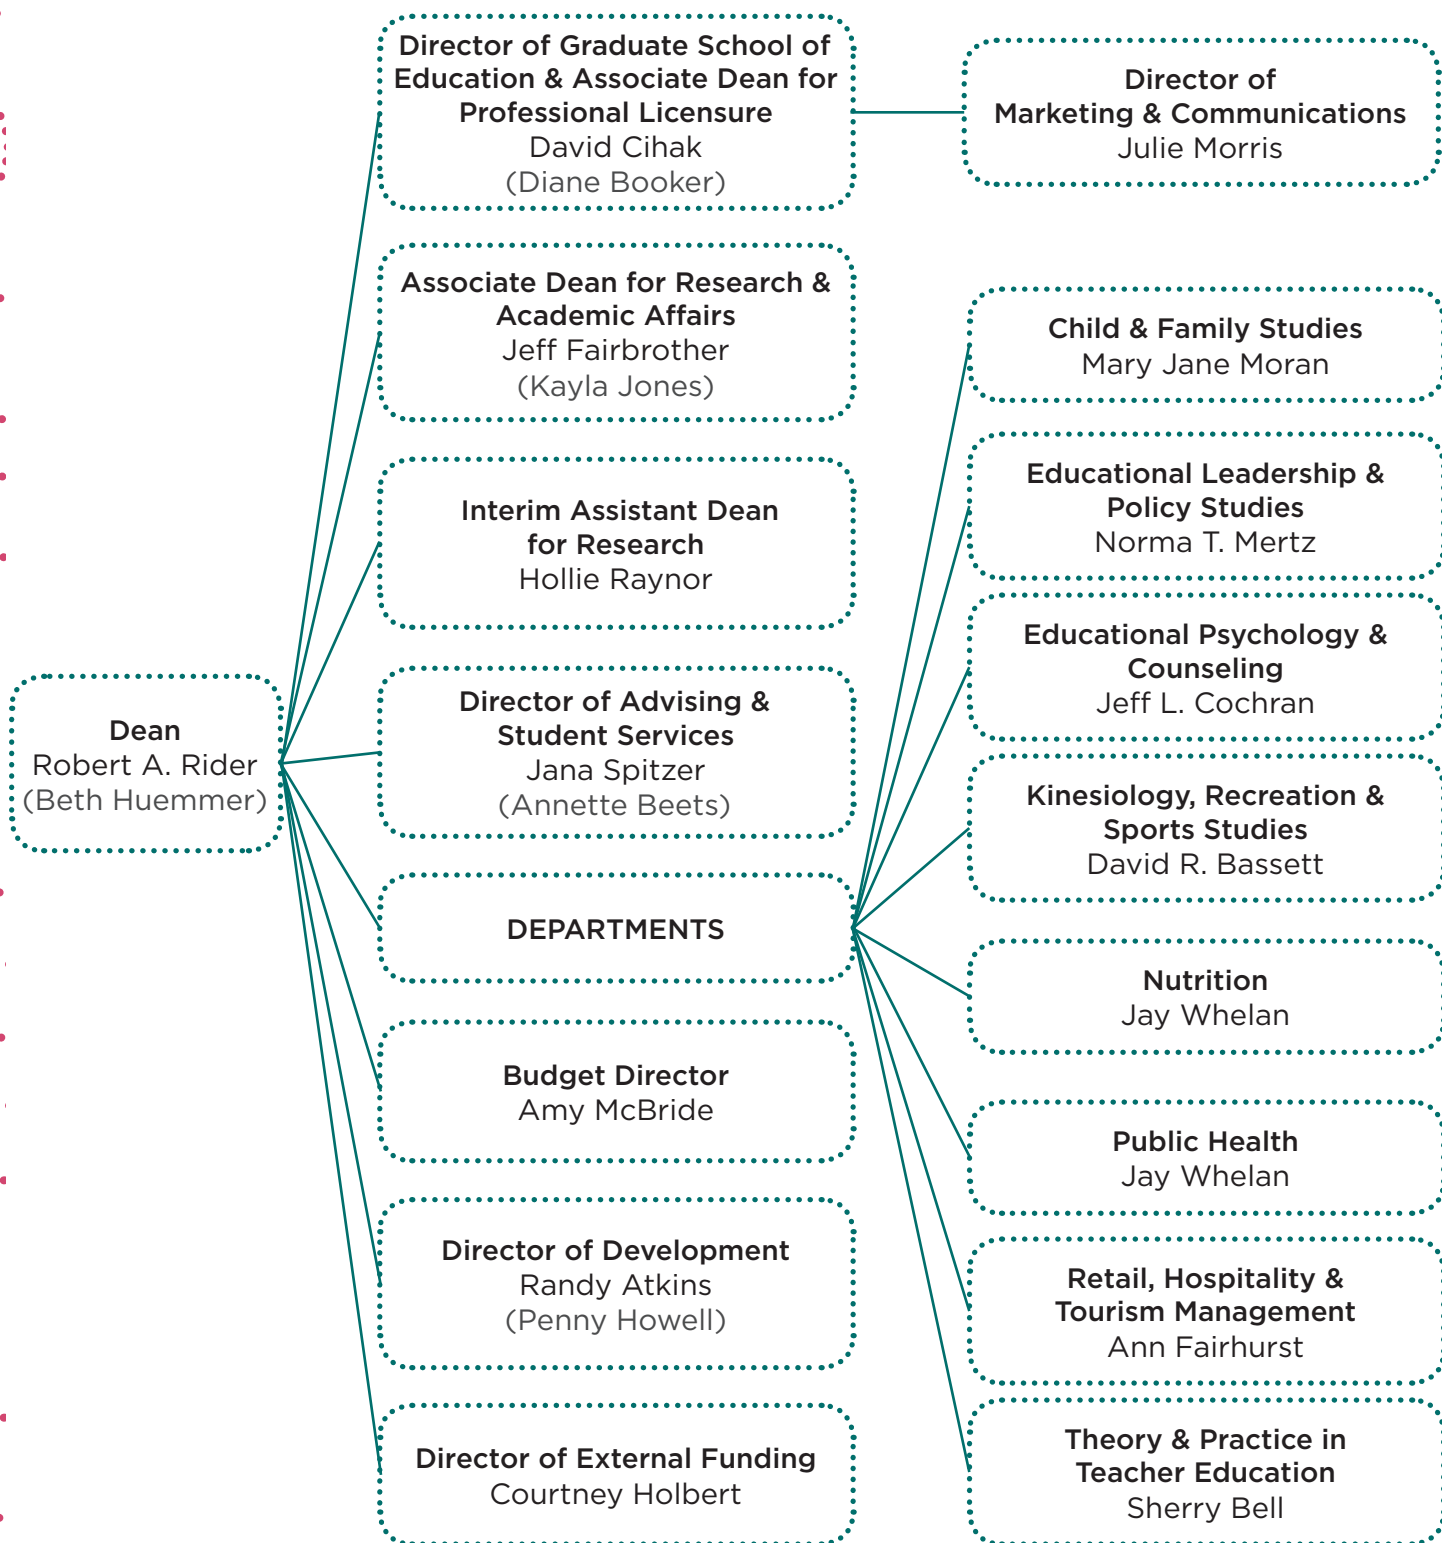 Director of Graduate School of
Education & Associate Dean for
Professional Licensure
David Cihak
(Diane Booker)
Director of
Marketing & Communications
Julie Morris
Associate Dean for Research &
Academic Affairs
Jeff Fairbrother
(Kayla Jones)
Interim Assistant Dean
for Research
Hollie Raynor
Dean
Robert A. Rider
(Beth Huemmer)
Director of Advising &
Student Services
Jana Spitzer
(Annette Beets)
DEPARTMENTS
Budget Director
Amy McBride
Director of Development
Randy Atkins
(Penny Howell)
Director of External Funding
Courtney Holbert
Child & Family Studies
Mary Jane Moran
Educational Leadership &
Policy Studies
Norma T. Mertz
Educational Psychology &
Counseling
Jeff L. Cochran
Kinesiology, Recreation &
Sports Studies
David R. Bassett
Nutrition
Jay Whelan
Public Health
Jay Whelan
Retail, Hospitality &
Tourism Management
Ann Fairhurst
Theory & Practice in
Teacher Education
Sherry Bell